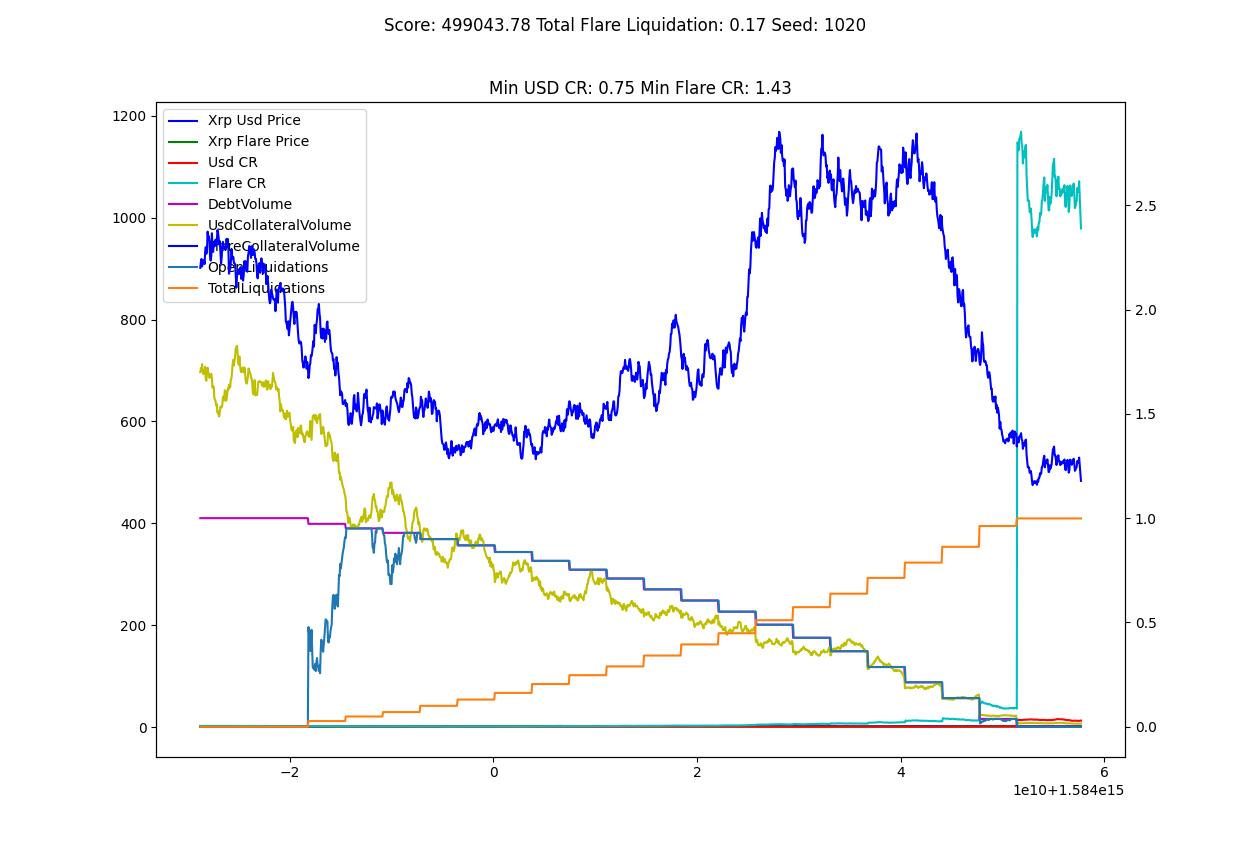 Score: 499043.78 Total Flare Liquidation: 0.17 Seed: 1020
Min USD CR: 0.75 Min Flare CR: 1.43
Xrp Usd Price
Xrp Flare Price
Usd CR
Flare CR
DebtVolume
UsdCollateralVolume
FlareCollateralVolume
OpenLiquidations
TotalLiquidations
1200
1000
800
600
400
200
0
2.5
2.0
1.5
1.0
0.5
0.0
−2
0
2
4
6
1e10+1.584e15